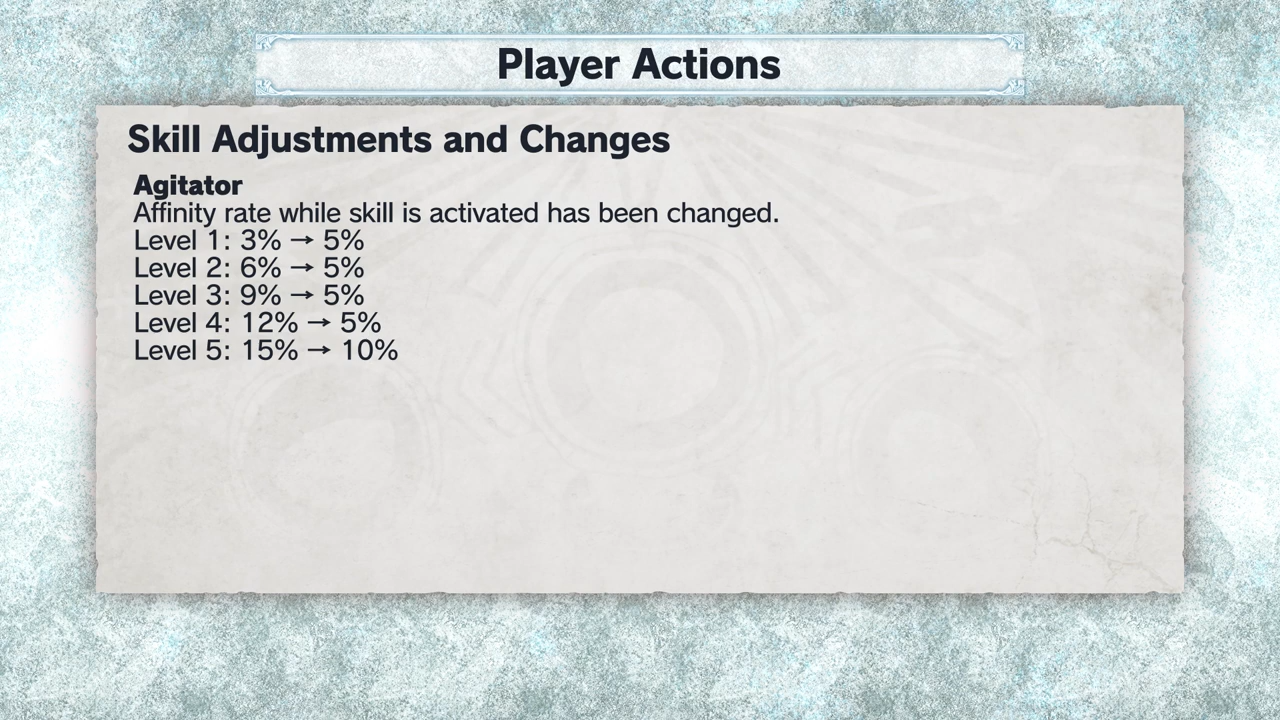 Player Actions
Skill Adjustments and Changes
Agitator
Affinity rate while skill is activated has been changed.
Level 1: 3% → 5%
Level 2: 6% → 5%
Level 3: 9% → 5%
Level 4: 12% → 5%
Level 5: 15% → 10%